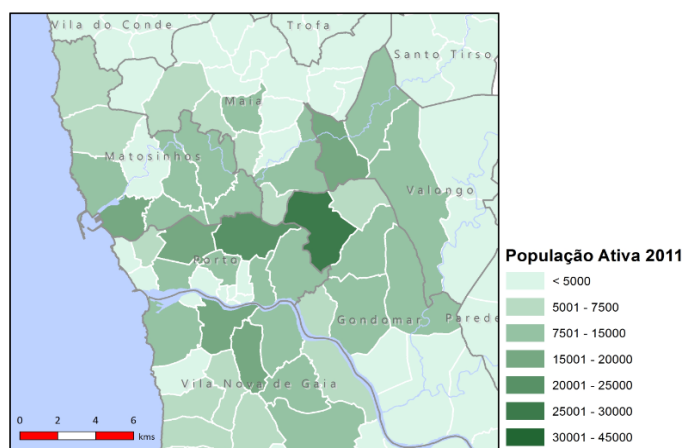 Vila do Conde
Trofa
Santo Tirso
Maia
Matosinhos
Valongo
Porto
Gondomar
Parede
Vila Nova de Gaia
0 2 4 6
kms
População Ativa 2011
< 5000
5001 - 7500
7501 - 15000
15001 - 20000
20001 - 25000
25001 - 30000
30001 - 45000